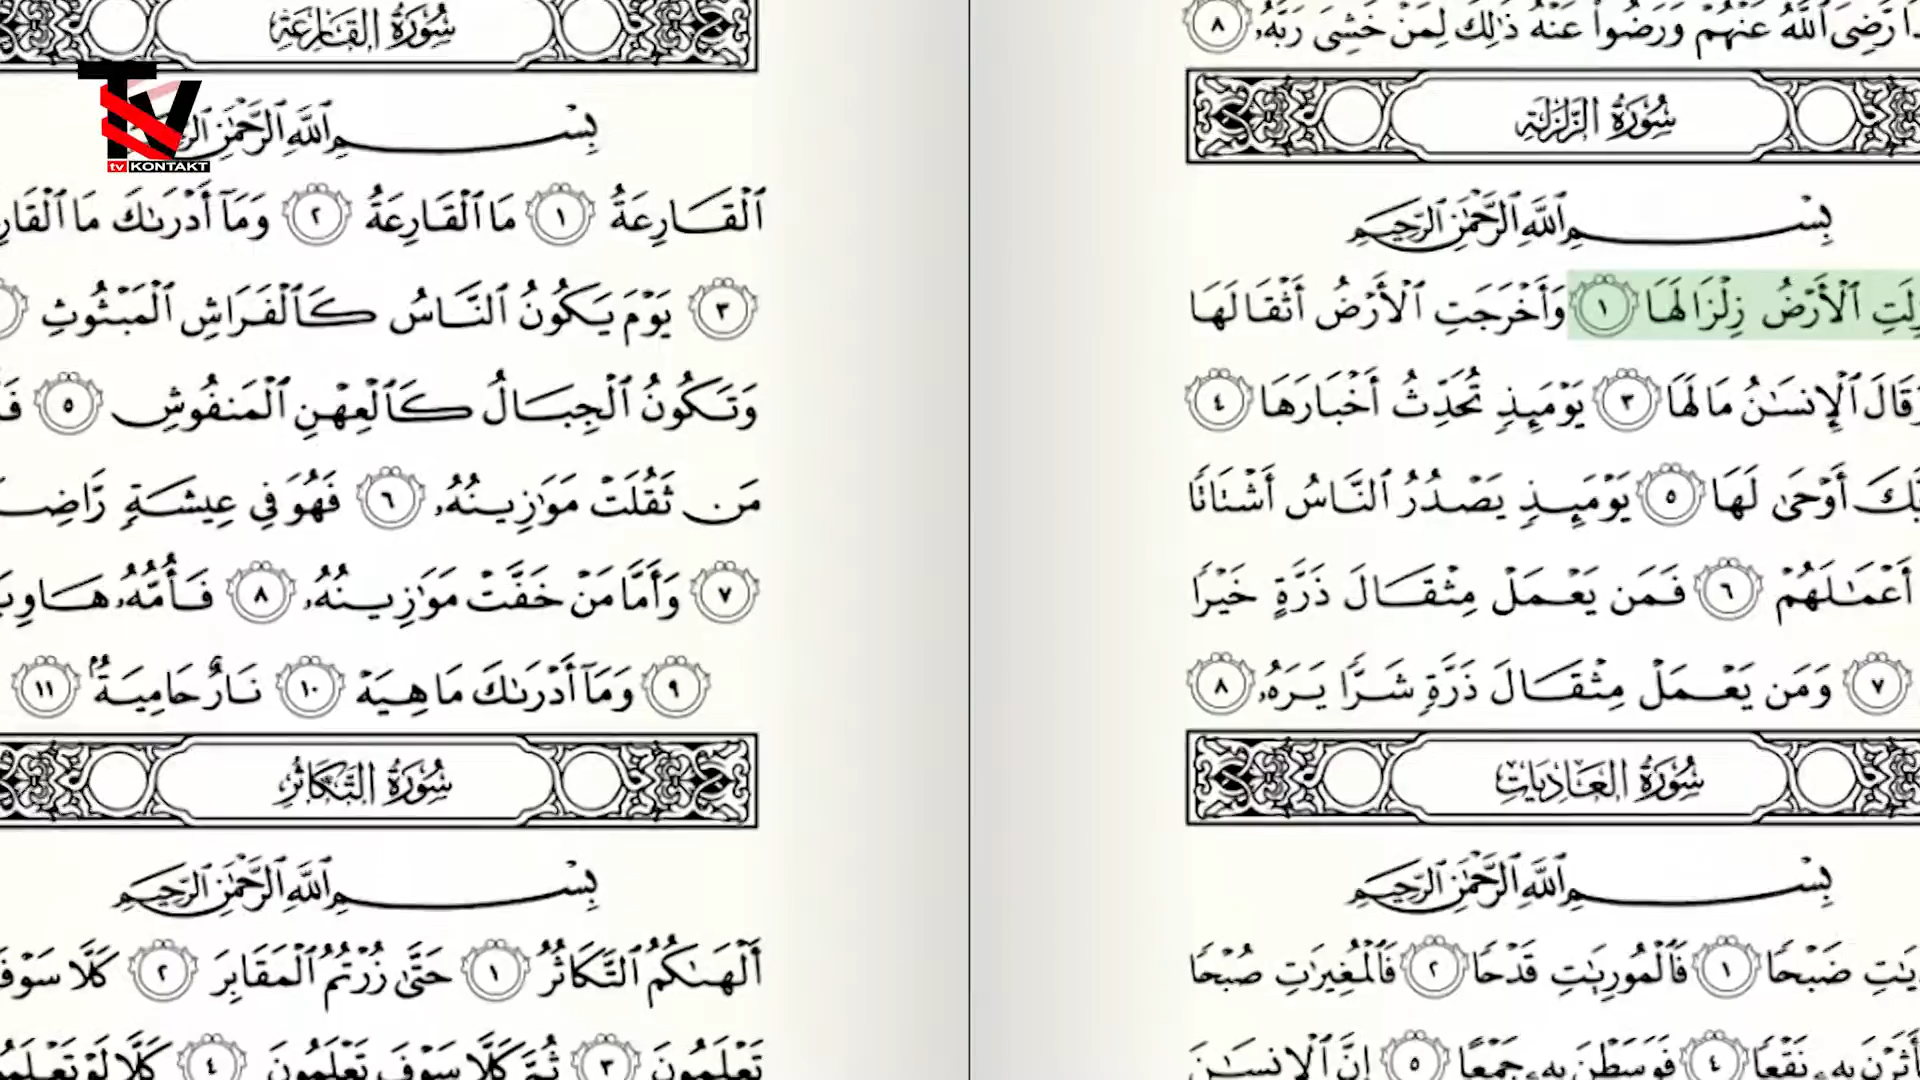 رَّضِىَ ٱللَّهُ عَنْهُمْ وَرَضُوا۟ عَنْهُ ذَٰلِكَ لِمَنْ خَشِىَ رَبَّهُۥ ٨
سُورَةُ الزَّلْزَلَة
بِسْمِ ٱللَّهِ ٱلرَّحْمَٰنِ ٱلرَّحِيمِ
ٱلْأَرْضُ زِلْزَالَهَا ١ وَأَخْرَجَتِ ٱلْأَرْضُ أَثْقَالَهَا
وَقَالَ ٱلْإِنسَٰنُ مَا لَهَا ٣ يَوْمَئِذٍ تُحَدِّثُ أَخْبَارَهَا ٤
أَوْحَىٰ لَهَا ٥ يَوْمَئِذٍ يَصْدُرُ ٱلنَّاسُ أَشْتَاتًا
أَعْمَٰلَهُمْ ٦ فَمَن يَعْمَلْ مِثْقَالَ ذَرَّةٍ خَيْرًا
٧ وَمَن يَعْمَلْ مِثْقَالَ ذَرَّةٍ شَرًّا يَرَهُۥ ٨
سُورَةُ العَادِيَاتِ
بِسْمِ ٱللَّهِ ٱلرَّحْمَٰنِ ٱلرَّحِيمِ
ضَبْحًا ١ فَٱلْمُورِيَٰتِ قَدْحًا ٢ فَٱلْمُغِيرَٰتِ صُبْحًا
فَأَثَرْنَ بِهِۦ نَقْعًا ٤ فَوَسَطْنَ بِهِۦ جَمْعًا ٥ إِنَّ ٱلْإِنسَٰنَ
سُورَةُ القَارِعَة
بِسْمِ ٱللَّهِ ٱلرَّحْمَٰنِ
ٱلْقَارِعَةُ ١ مَا ٱلْقَارِعَةُ ٢ وَمَآ أَدْرَىٰكَ مَا
٣ يَوْمَ يَكُونُ ٱلنَّاسُ كَٱلْفَرَاشِ ٱلْمَبْثُوثِ
وَتَكُونُ ٱلْجِبَالُ كَٱلْعِهْنِ ٱلْمَنفُوشِ ٥
مَن ثَقُلَتْ مَوَٰزِينُهُۥ ٦ فَهُوَ فِى عِيشَةٍ
٧ وَأَمَّا مَنْ خَفَّتْ مَوَٰزِينُهُۥ ٨ فَأُمُّهُۥ
٩ وَمَآ أَدْرَىٰكَ مَا هِيَهْ ١٠ نَارٌ حَامِيَةٌۢ ١١
سُورَةُ التَّكَاثُرِ
بِسْمِ ٱللَّهِ ٱلرَّحْمَٰنِ ٱلرَّحِيمِ
أَلْهَىٰكُمُ ٱلتَّكَاثُرُ ١ حَتَّىٰ زُرْتُمُ ٱلْمَقَابِرَ ٢ كَلَّا سَوْفَ
تَعْلَمُونَ ٣ ثُمَّ كَلَّا سَوْفَ تَعْلَمُونَ ٤ كَلَّا لَوْ تَعْلَمُونَ
TV
tv KONTAKT